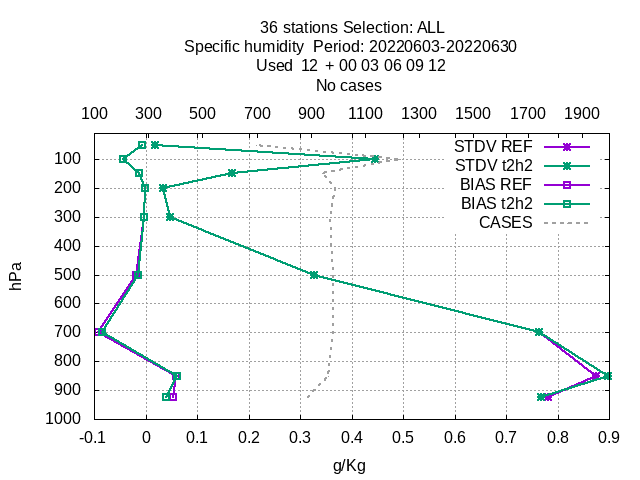 36 stations Selection: ALL
Specific humidity  Period: 20220603-20220630
Used  12  + 00 03 06 09 12
No cases
100 300 500 700 900 1100 1300 1500 1700 1900
STDV REF
STDV t2h2
BIAS REF
BIAS t2h2
CASES
100
200
300
400
500
600
700
800
900
1000
hPa
-0.1 0 0.1 0.2 0.3 0.4 0.5 0.6 0.7 0.8 0.9
g/Kg